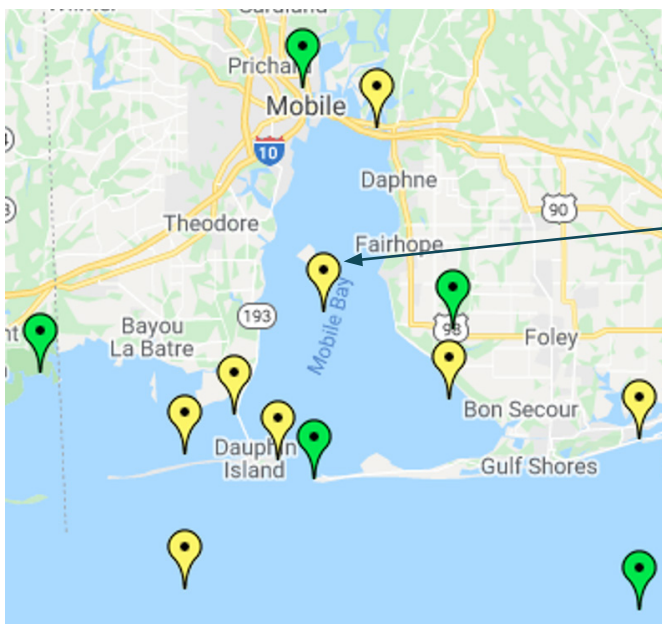 Prichard
Mobile
10
Daphne
90
Theodore
Fairhope
193
Mobile Bay
Bayou
La Batre
98
Foley
Bon Secour
Dauphin
Island
Gulf Shores